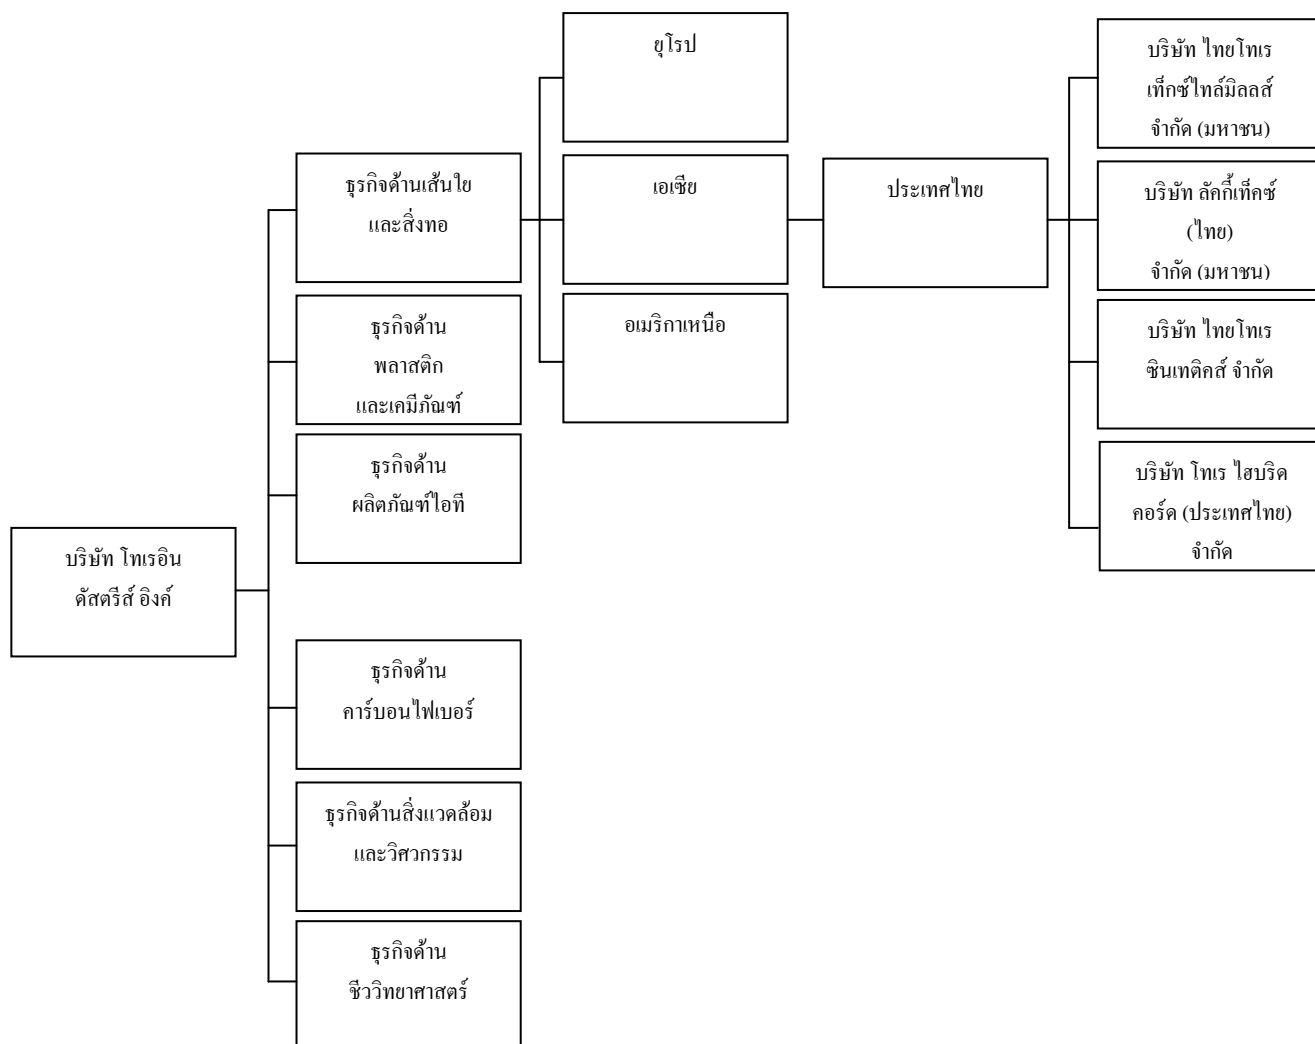 บริษัท โทเรอิน
ดัสตรีส์ อิงค์
ธุรกิจด้านเส้นใย
และสิ่งทอ
ธุรกิจด้าน
พลาสติก
และเคมีภัณฑ์
ธุรกิจด้าน
ผลิตภัณฑ์ไอที
ธุรกิจด้าน
คาร์บอนไฟเบอร์
ธุรกิจด้านสิ่งแวดล้อม
และวิศวกรรม
ธุรกิจด้าน
ชีววิทยาศาสตร์
ยุโรป
เอเซีย
อเมริกาเหนือ
ประเทศไทย
บริษัท ไทยโทเร
เท็กซ์ไทล์มิลลส์
จำกัด (มหาชน)
บริษัท ลัคกี้เท็คซ์
(ไทย)
จำกัด (มหาชน)
บริษัท ไทยโทเร
ซินเทติคส์ จำกัด
บริษัท โทเร ไฮบริด
คอร์ด (ประเทศไทย)
จำกัด